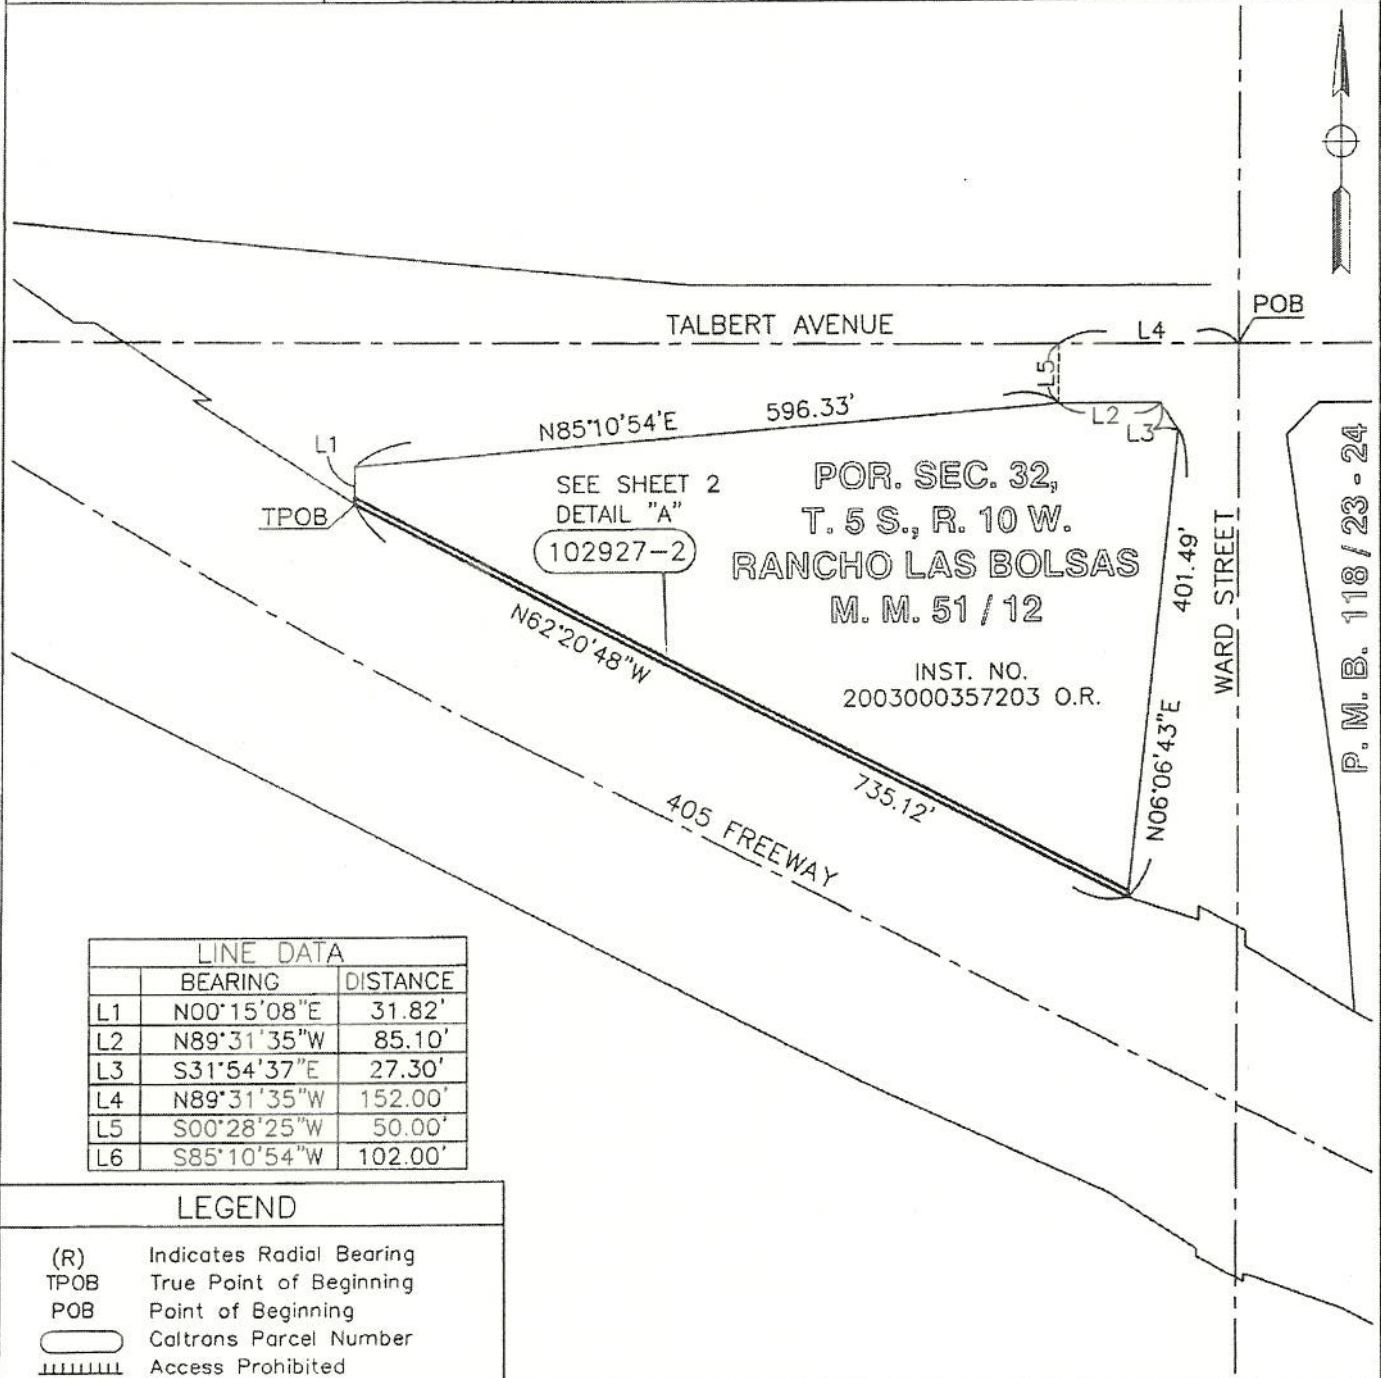 POB
TALBERT AVENUE
L4
L5
N85°10'54"E 596.33'
L2
L3
L1
SEE SHEET 2
DETAIL "A"
102927-2
TPOB
POR. SEC. 32,
T. 5 S., R. 10 W.
RANCHO LAS BOLSAS
M. M. 51 / 12
INST. NO.
2003000357203 O.R.
401.49'
N06°06'43"E
WARD STREET
P. M. B. 118 / 23 - 24
N62°20'48"W
735.12'
405 FREEWAY
LINE DATA
BEARING DISTANCE
L1 N00°15'08"E 31.82'
L2 N89°31'35"W 85.10'
L3 S31°54'37"E 27.30'
L4 N89°31'35"W 152.00'
L5 S00°28'25"W 50.00'
L6 S85°10'54"W 102.00'
LEGEND
(R) Indicates Radial Bearing
TPOB True Point of Beginning
POB Point of Beginning
Caltrans Parcel Number
Access Prohibited